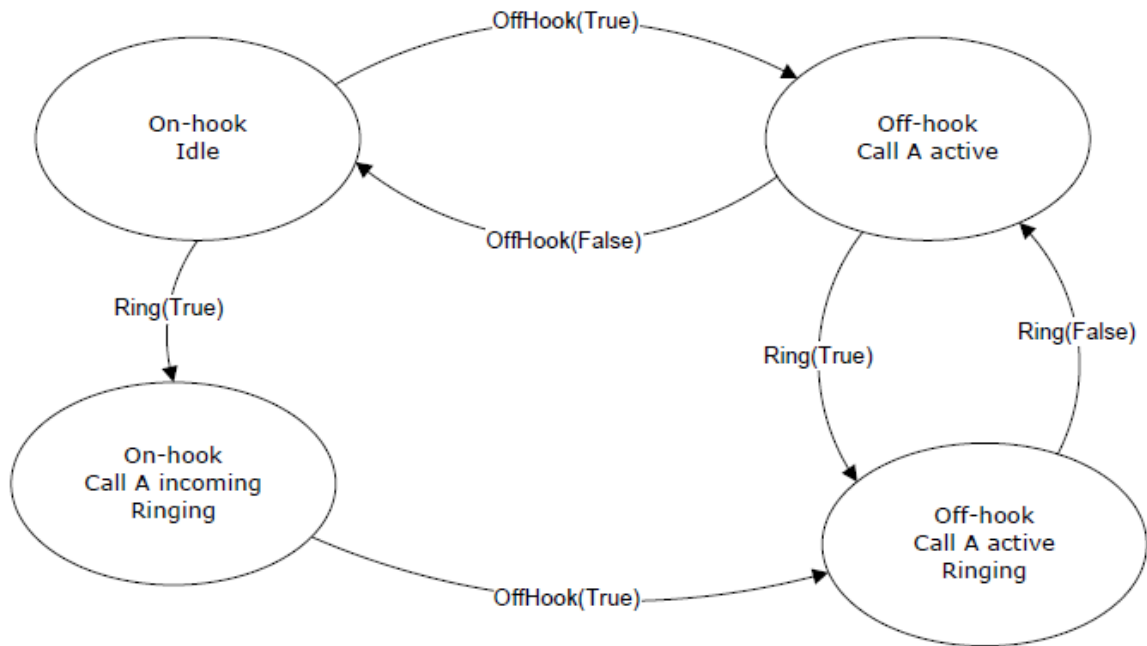 OffHook(True)
On-hook
Idle
Off-hook
Call A active
OffHook(False)
Ring(True)
Ring(True)
Ring(False)
On-hook
Call A incoming
Ringing
Off-hook
Call A active
Ringing
OffHook(True)